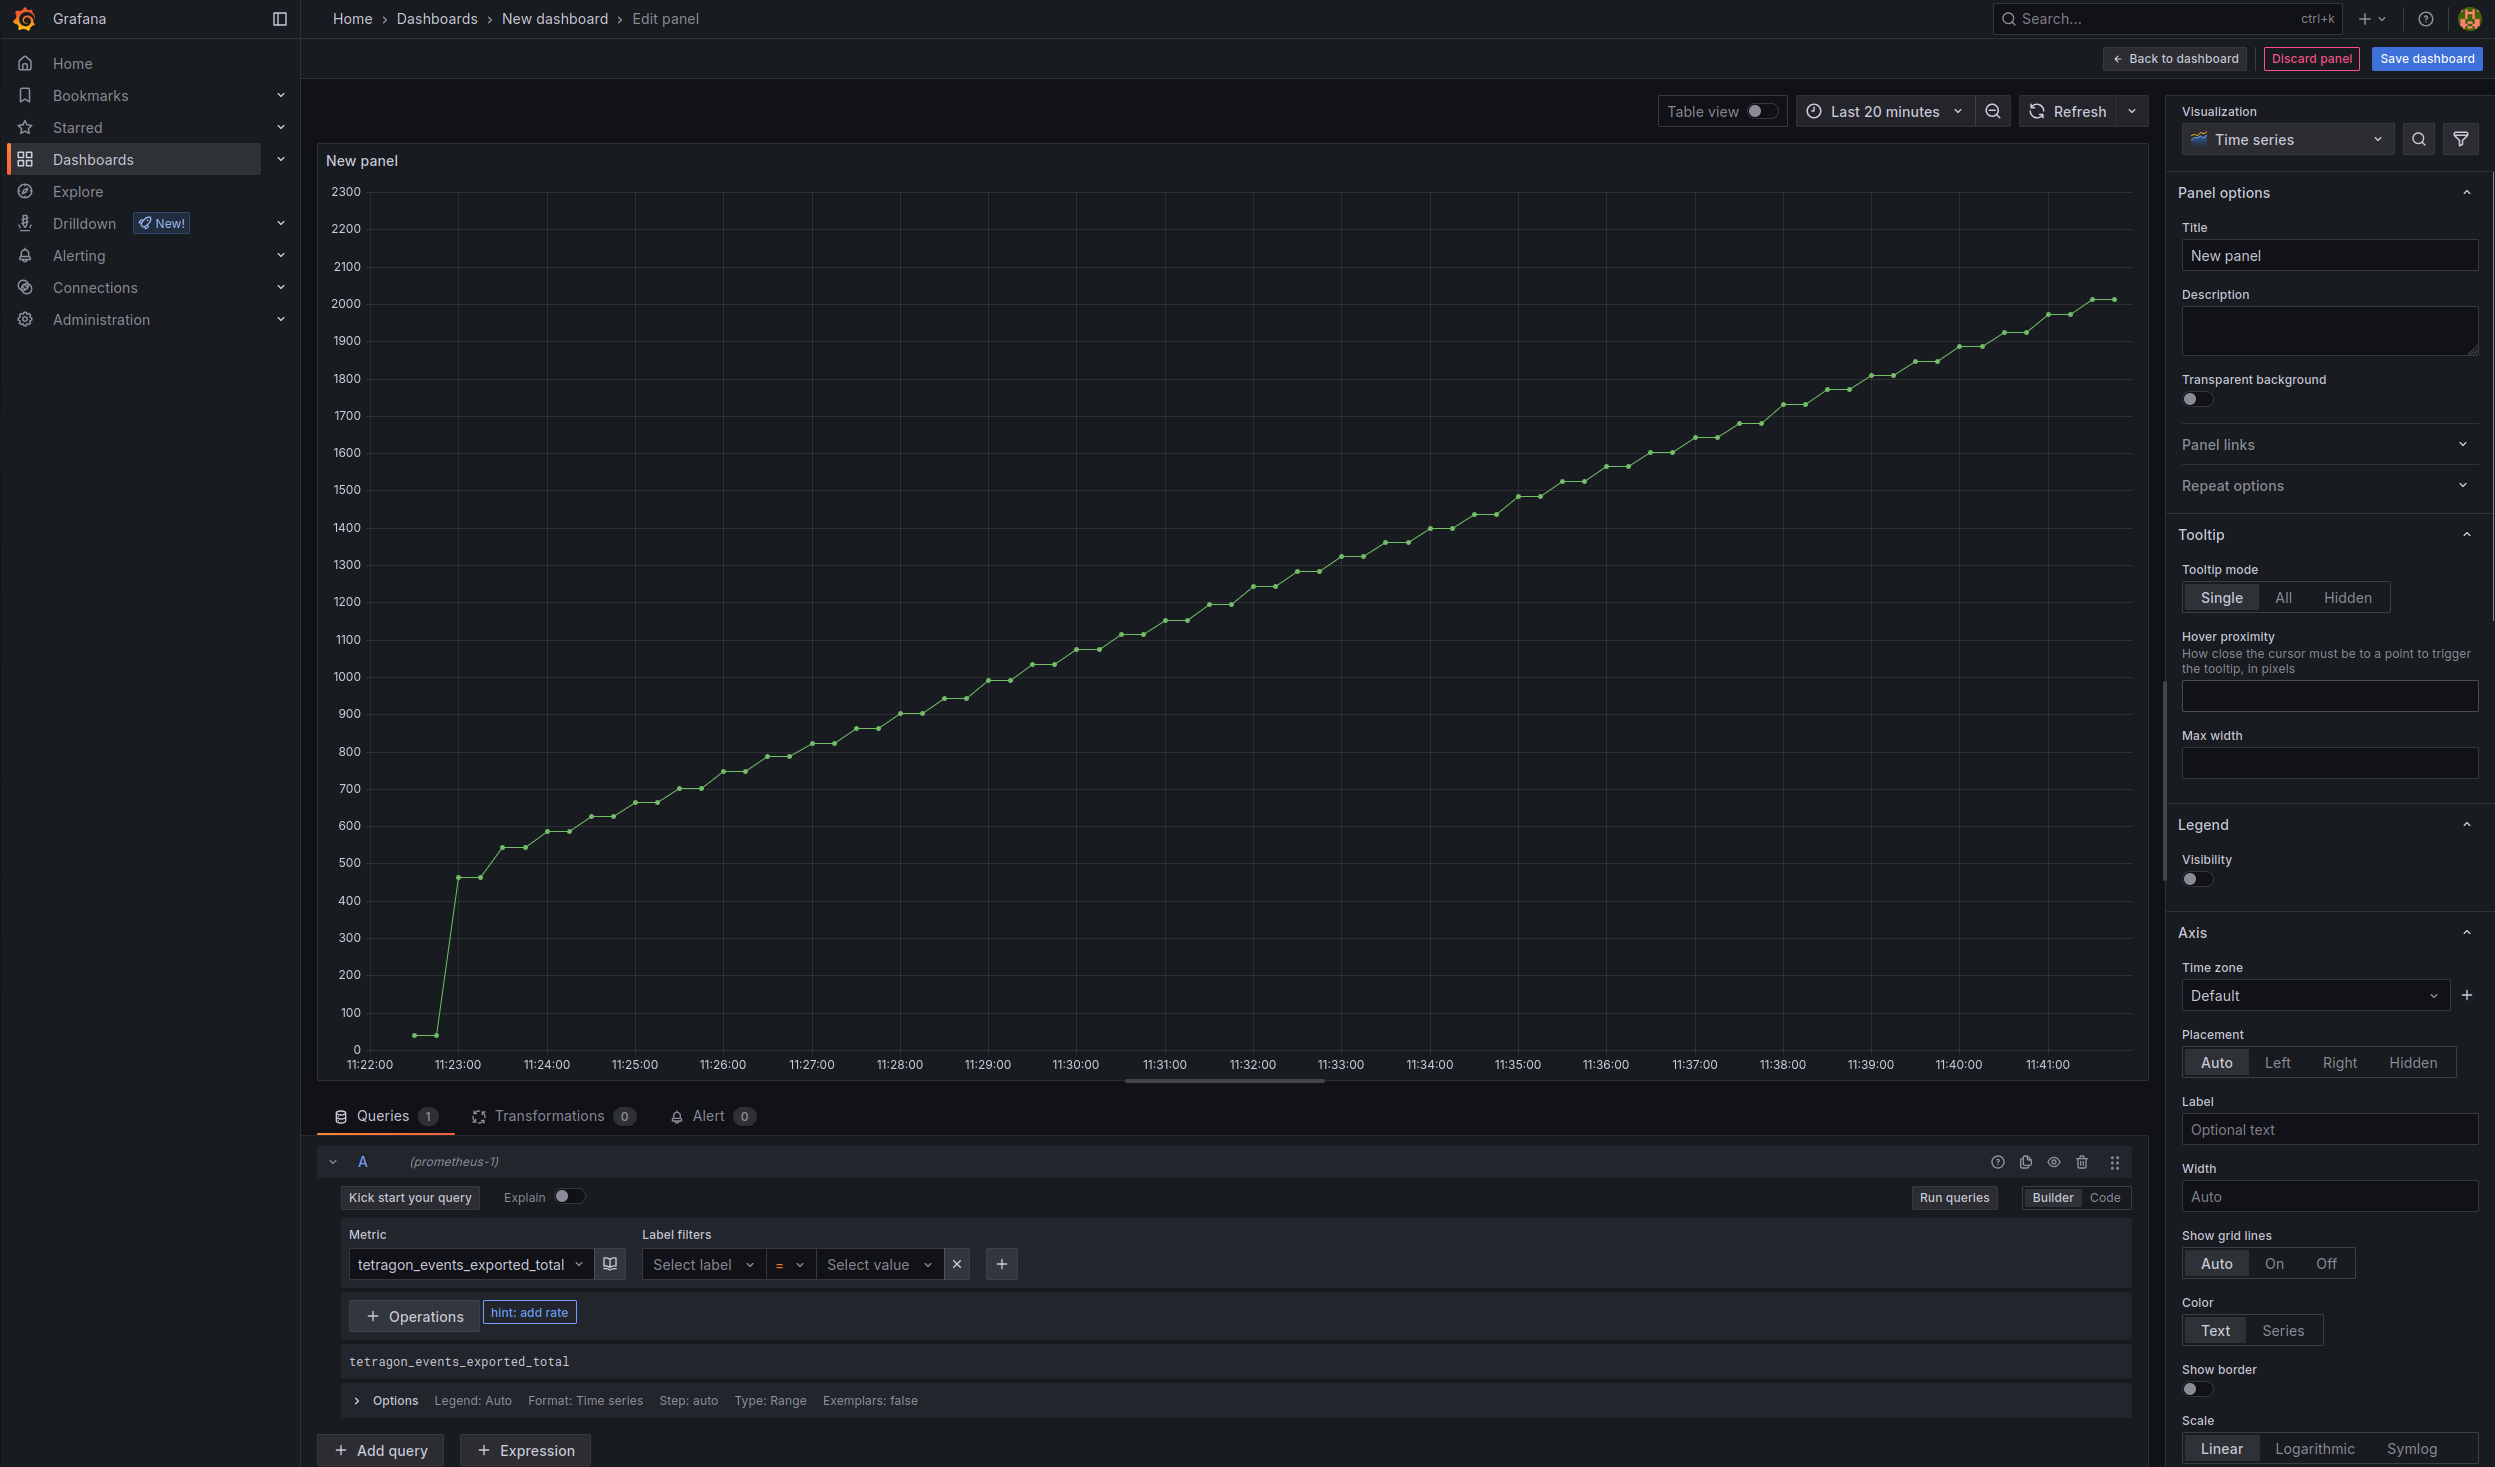 Grafana
Home › Dashboards › New dashboard › Edit panel
Search... ctrl+k
Back to dashboard
Discard panel
Save dashboard
Home
Bookmarks
Starred
Dashboards
Explore
Drilldown New!
Alerting
Connections
Administration
Table view
Last 20 minutes
Refresh
New panel
2300
2200
2100
2000
1900
1800
1700
1600
1500
1400
1300
1200
1100
1000
900
800
700
600
500
400
300
200
100
0
11:22:00 11:23:00 11:24:00 11:25:00 11:26:00 11:27:00 11:28:00 11:29:00 11:30:00 11:31:00 11:32:00 11:33:00 11:34:00 11:35:00 11:36:00 11:37:00 11:38:00 11:39:00 11:40:00 11:41:00
Queries 1 Transformations 0 Alert 0
A (prometheus-1)
Kick start your query Explain Run queries Builder Code
Metric Label filters
tetragon_events_exported_total Select label = Select value
+ Operations hint: add rate
tetragon_events_exported_total
Options Legend: Auto Format: Time series Step: auto Type: Range Exemplars: false
+ Add query + Expression
Visualization
Time series
Panel options
Title
New panel
Description
Transparent background
Panel links
Repeat options
Tooltip
Tooltip mode
Single All Hidden
Hover proximity
How close the cursor must be to a point to trigger
the tooltip, in pixels
Max width
Legend
Visibility
Axis
Time zone
Default
Placement
Auto Left Right Hidden
Label
Optional text
Width
Auto
Show grid lines
Auto On Off
Color
Text Series
Show border
Scale
Linear Logarithmic Symlog